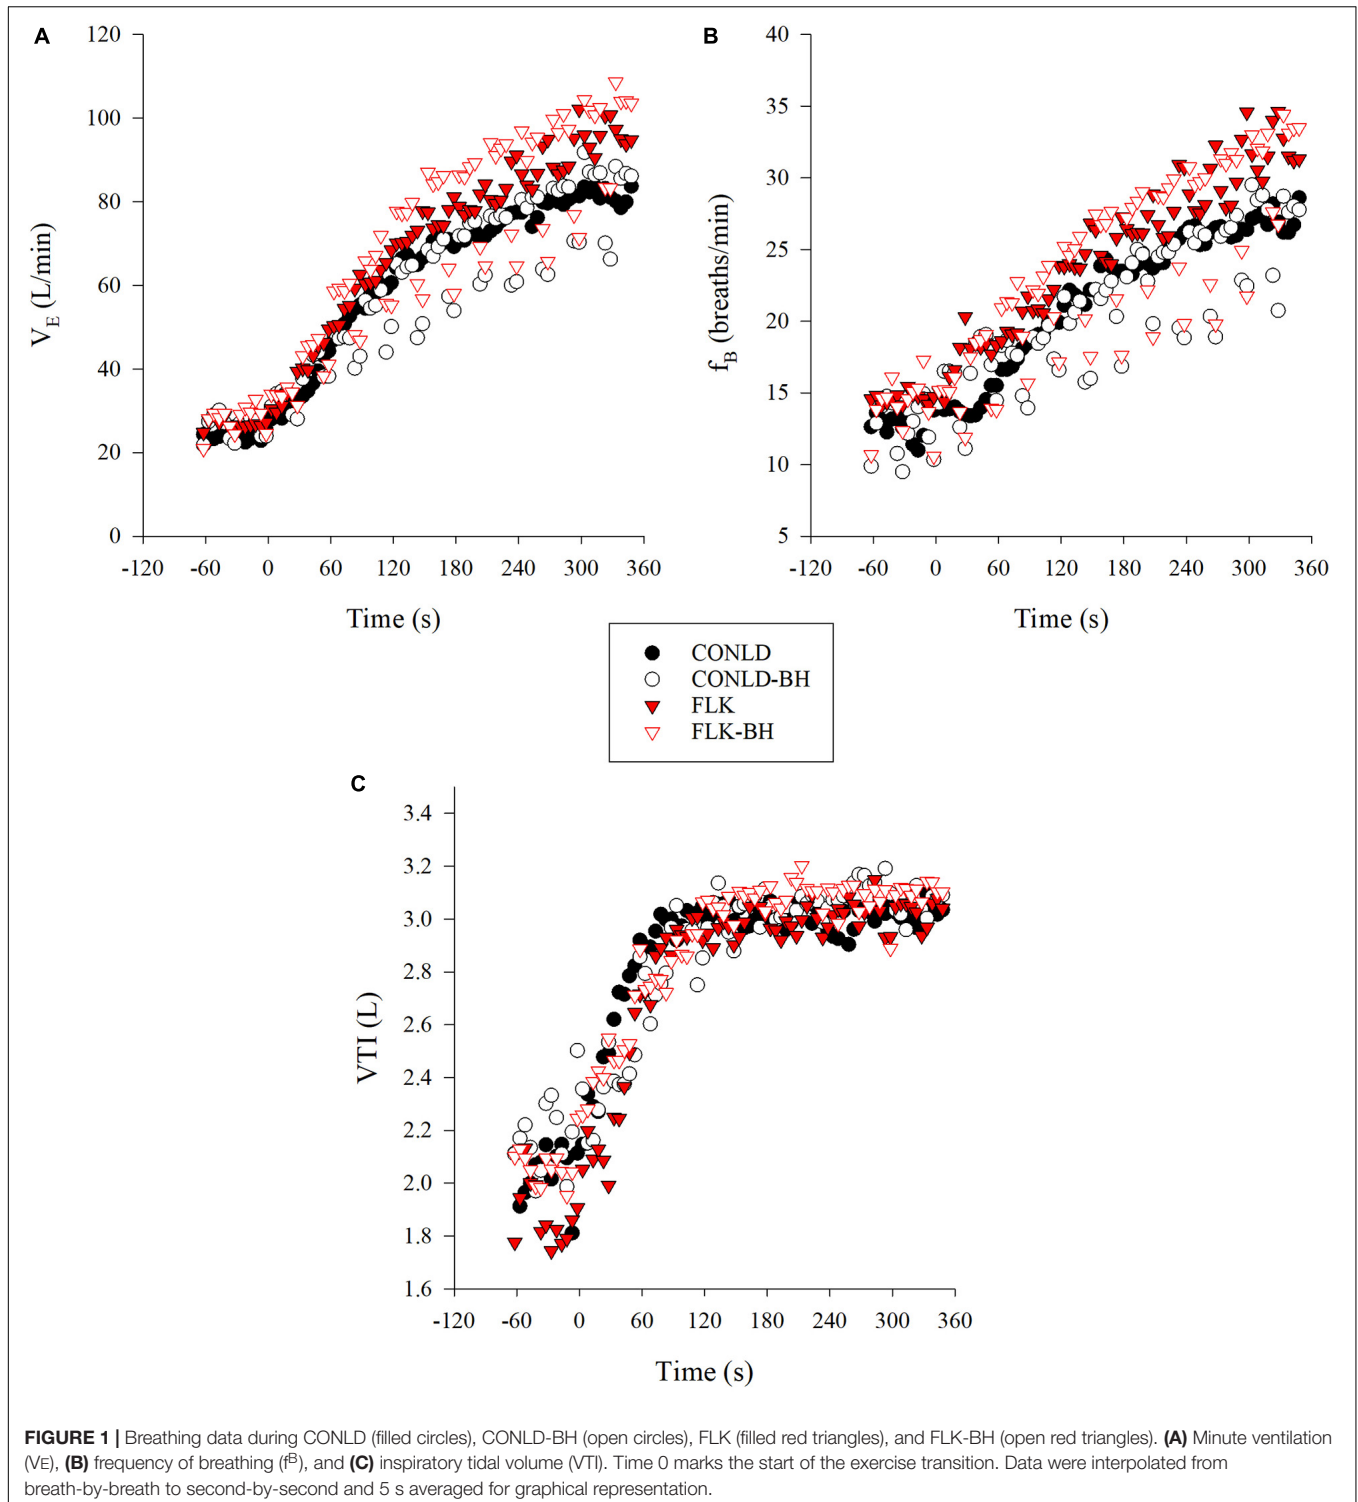 A
120
100
80
60
40
20
0
V_E (L/min)
-120 -60 0 60 120 180 240 300 360
Time (s)
B
40
35
30
25
20
15
10
5
f_B (breaths/min)
-120 -60 0 60 120 180 240 300 360
Time (s)
CONLD
CONLD-BH
FLK
FLK-BH
C
3.4
3.2
3.0
2.8
2.6
2.4
2.2
2.0
1.8
1.6
VTI (L)
-120 -60 0 60 120 180 240 300 360
Time (s)
FIGURE 1 | Breathing data during CONLD (filled circles), CONLD-BH (open circles), FLK (filled red triangles), and FLK-BH (open red triangles). (A) Minute ventilation
(VE), (B) frequency of breathing (f^B), and (C) inspiratory tidal volume (VTI). Time 0 marks the start of the exercise transition. Data were interpolated from
breath-by-breath to second-by-second and 5 s averaged for graphical representation.